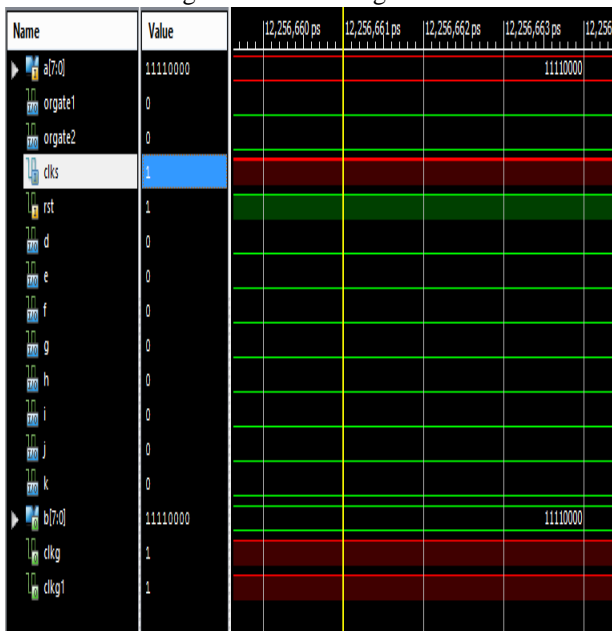 Name Value 12,256,660 ps 12,256,661 ps 12,256,662 ps 12,256,663 ps 12,256
a[7:0] 11110000 11110000
orgate1 0
orgate2 0
clks 1
rst 1
d 0
e 0
f 0
g 0
h 0
i 0
j 0
k 0
b[7:0] 11110000 11110000
clkg 1
clkg1 1